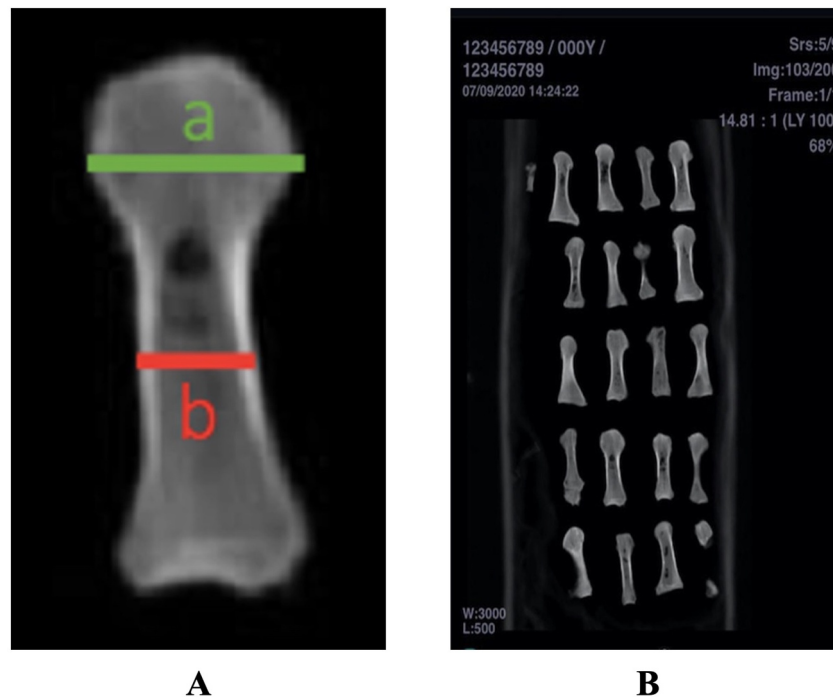 a
b
A
123456789 / 000Y /
123456789
07/09/2020 14:24:22
Srs:5/
Img:103/200
Frame:1/
14.81 : 1 (LY 100
68%
W:3000
L:500
B